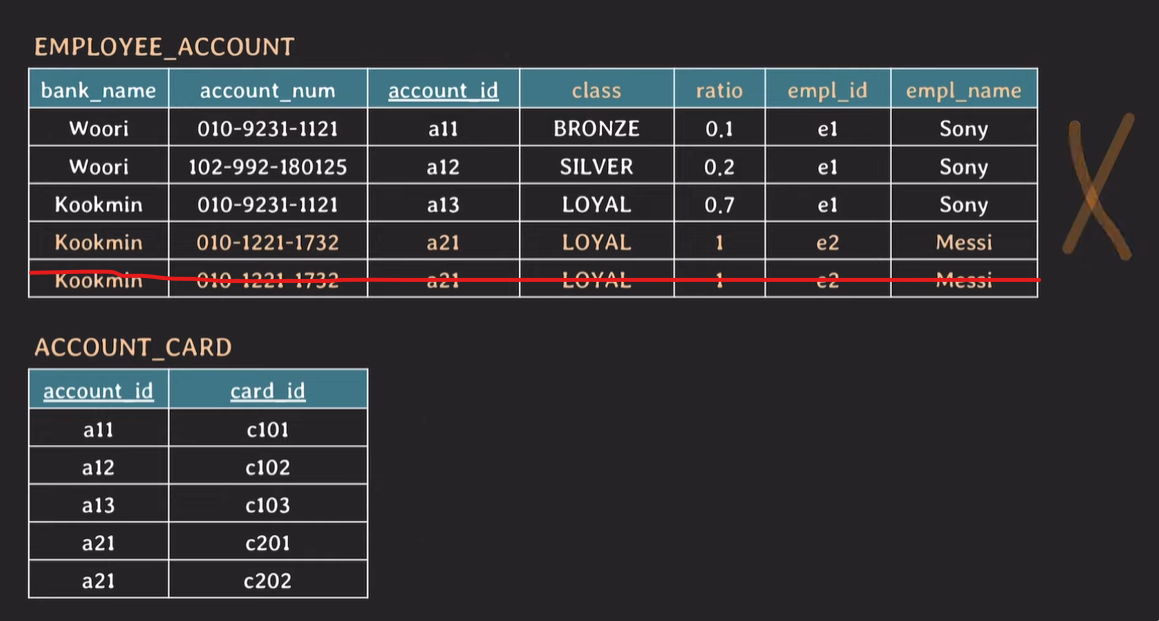 EMPLOYEE_ACCOUNT
bank_name account_num account_id class ratio empl_id empl_name
Woori 010-9231-1121 a11 BRONZE 0.1 e1 Sony
Woori 102-992-180125 a12 SILVER 0.2 e1 Sony
Kookmin 010-9231-1121 a13 LOYAL 0.7 e1 Sony
Kookmin 010-1221-1732 a21 LOYAL 1 e2 Messi
Kookmin 010-1221-1732 a21 LOYAL 1 e2 Messi
ACCOUNT_CARD
account_id card_id
a11 c101
a12 c102
a13 c103
a21 c201
a21 c202